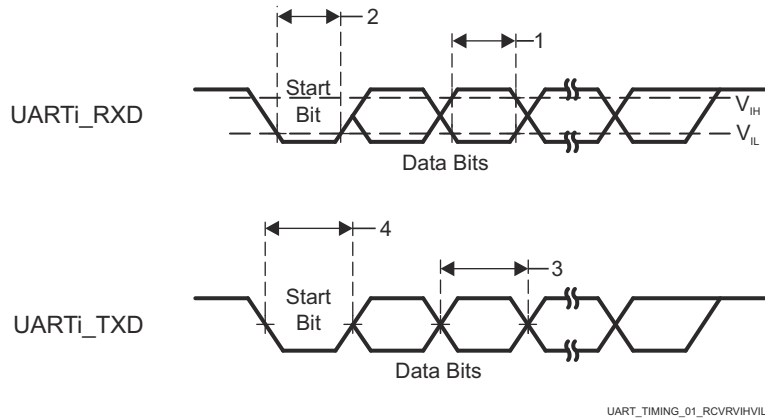 2
1
UARTi_RXD
Start
Bit
VIH
VIL
Data Bits
4
3
UARTi_TXD
Start
Bit
Data Bits
UART_TIMING_01_RCVRVIHVIL